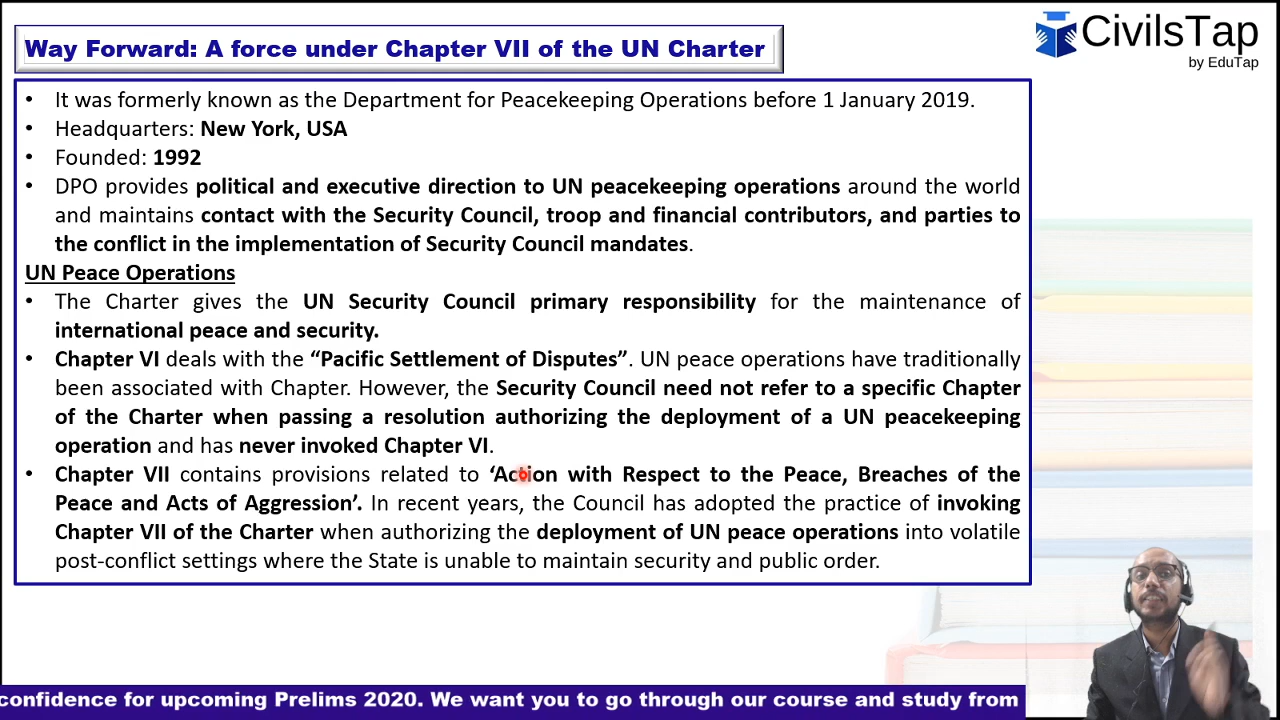 Way Forward: A force under Chapter VII of the UN Charter
CivilsTap
by EduTap
• It was formerly known as the Department for Peacekeeping Operations before 1 January 2019.
• Headquarters: New York, USA
• Founded: 1992
• DPO provides political and executive direction to UN peacekeeping operations around the world
and maintains contact with the Security Council, troop and financial contributors, and parties to
the conflict in the implementation of Security Council mandates.
UN Peace Operations
• The Charter gives the UN Security Council primary responsibility for the maintenance of
international peace and security.
• Chapter VI deals with the “Pacific Settlement of Disputes”. UN peace operations have traditionally
been associated with Chapter. However, the Security Council need not refer to a specific Chapter
of the Charter when passing a resolution authorizing the deployment of a UN peacekeeping
operation and has never invoked Chapter VI.
• Chapter VII contains provisions related to ‘Action with Respect to the Peace, Breaches of the
Peace and Acts of Aggression’. In recent years, the Council has adopted the practice of invoking
Chapter VII of the Charter when authorizing the deployment of UN peace operations into volatile
post-conflict settings where the State is unable to maintain security and public order.
confidence for upcoming Prelims 2020. We want you to go through our course and study from